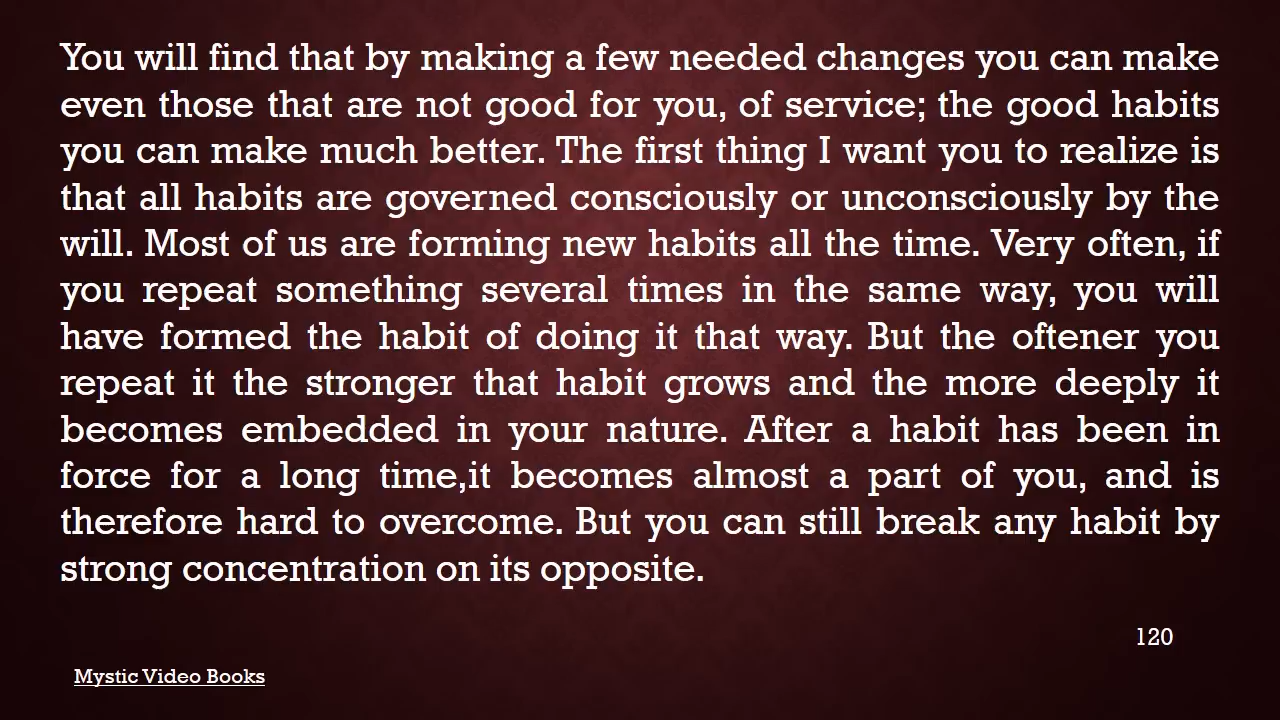 You will find that by making a few needed changes you can make
even those that are not good for you, of service; the good habits
you can make much better. The first thing I want you to realize is
that all habits are governed consciously or unconsciously by the
will. Most of us are forming new habits all the time. Very often, if
you repeat something several times in the same way, you will
have formed the habit of doing it that way. But the oftener you
repeat it the stronger that habit grows and the more deeply it
becomes embedded in your nature. After a habit has been in
force for a long time,it becomes almost a part of you, and is
therefore hard to overcome. But you can still break any habit by
strong concentration on its opposite.
120
Mystic Video Books